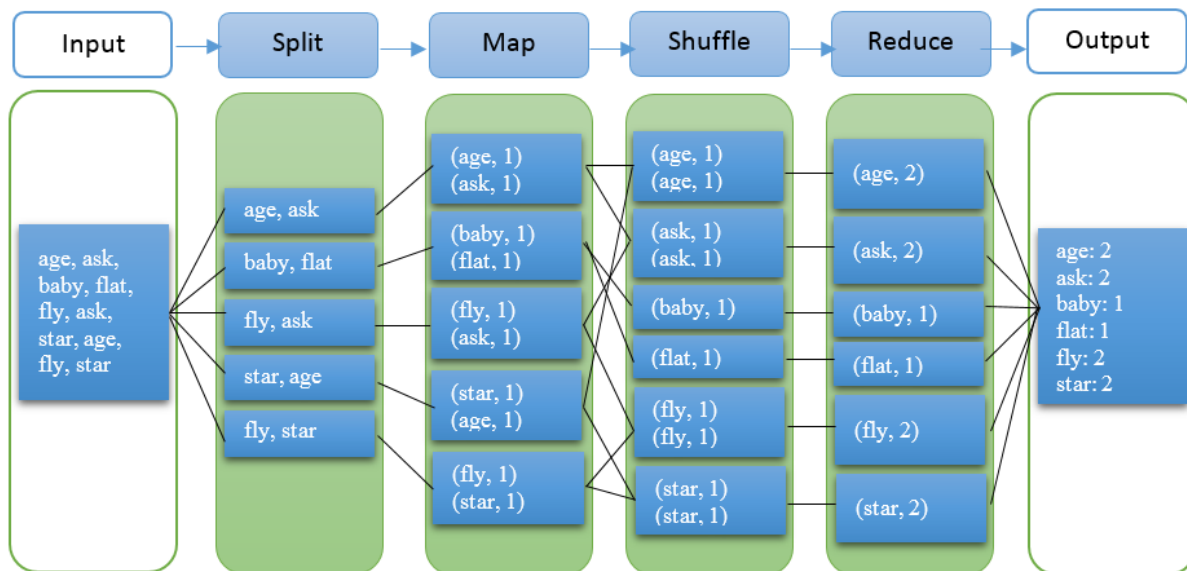 Input
Split
Map
Shuffle
Reduce
Output
age, ask,
baby, flat,
fly, ask,
star, age,
fly, star
age, ask
baby, flat
fly, ask
star, age
fly, star
(age, 1)
(ask, 1)
(baby, 1)
(flat, 1)
(fly, 1)
(ask, 1)
(star, 1)
(age, 1)
(fly, 1)
(star, 1)
(age, 1)
(age, 1)
(ask, 1)
(ask, 1)
(baby, 1)
(flat, 1)
(fly, 1)
(fly, 1)
(star, 1)
(star, 1)
(age, 2)
(ask, 2)
(baby, 1)
(flat, 1)
(fly, 2)
(star, 2)
age: 2
ask: 2
baby: 1
flat: 1
fly: 2
star: 2